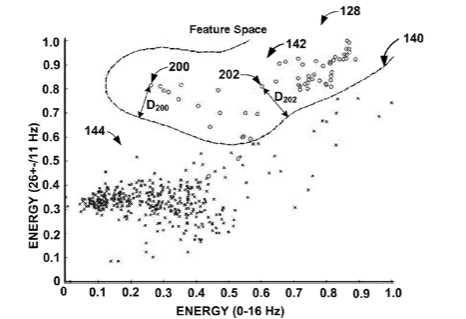 128
Feature Space
142
140
200
202
D200
D202
144
1.0
0.9
0.8
0.7
0.6
0.5
0.4
0.3
0.2
0.1
0
ENERGY (26+-/11 Hz)
0 0.1 0.2 0.3 0.4 0.5 0.6 0.7 0.8 0.9 1.0
ENERGY (0-16 Hz)